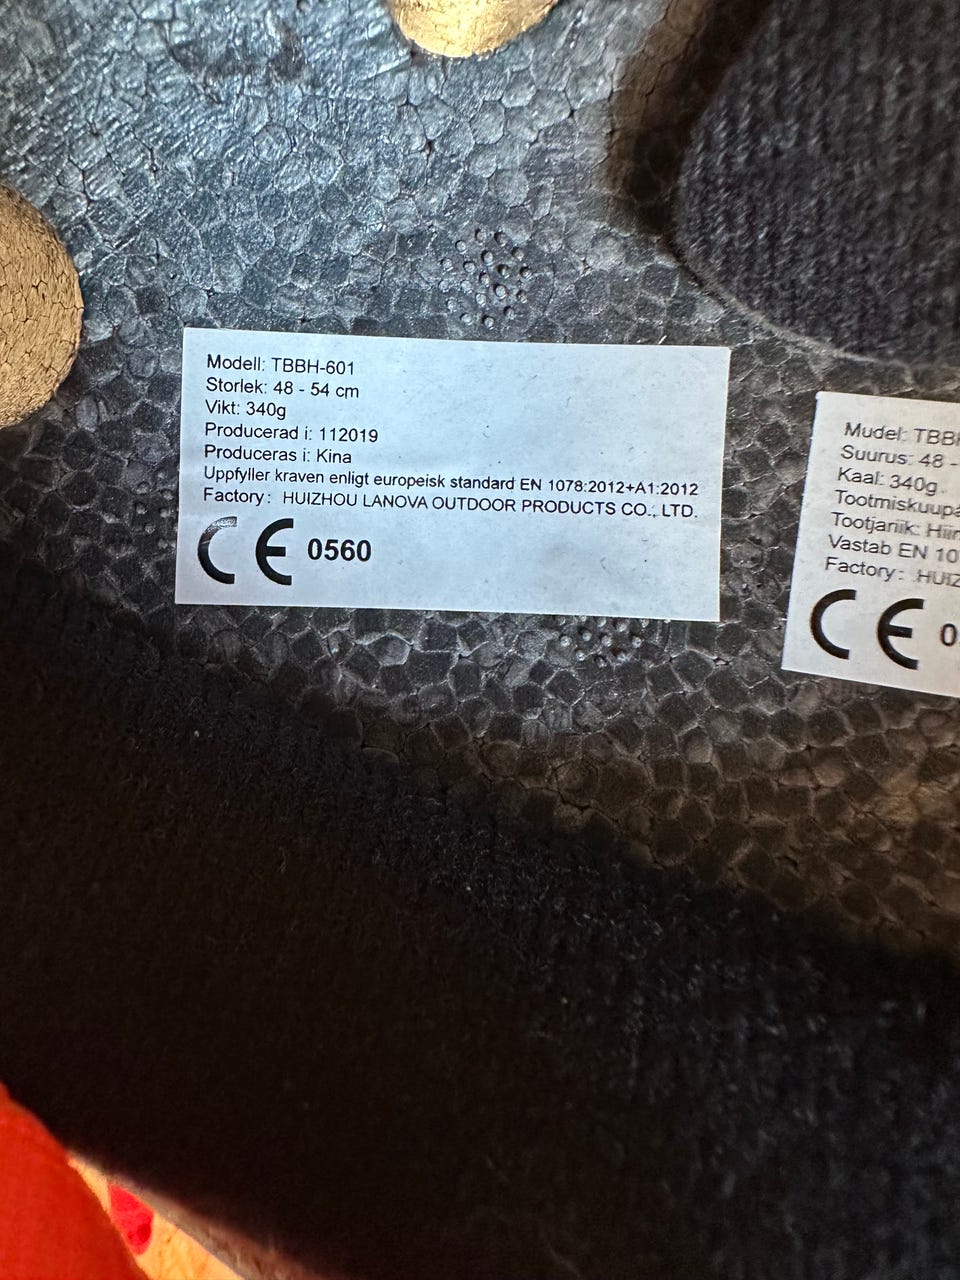 Modell: TBBH-601
Storlek: 48 - 54 cm
Vikt: 340g
Producerad i: 112019
Produceras i: Kina
Uppfyller kraven enligt europeisk standard EN 1078:2012+A1:2012
Factory: HUIZHOU LANOVA OUTDOOR PRODUCTS CO., LTD.
CE 0560
Mudel:
Suurus: 48 -
Kaal: 340g
Tootjariik:
Vastab EN
Factory:
CE